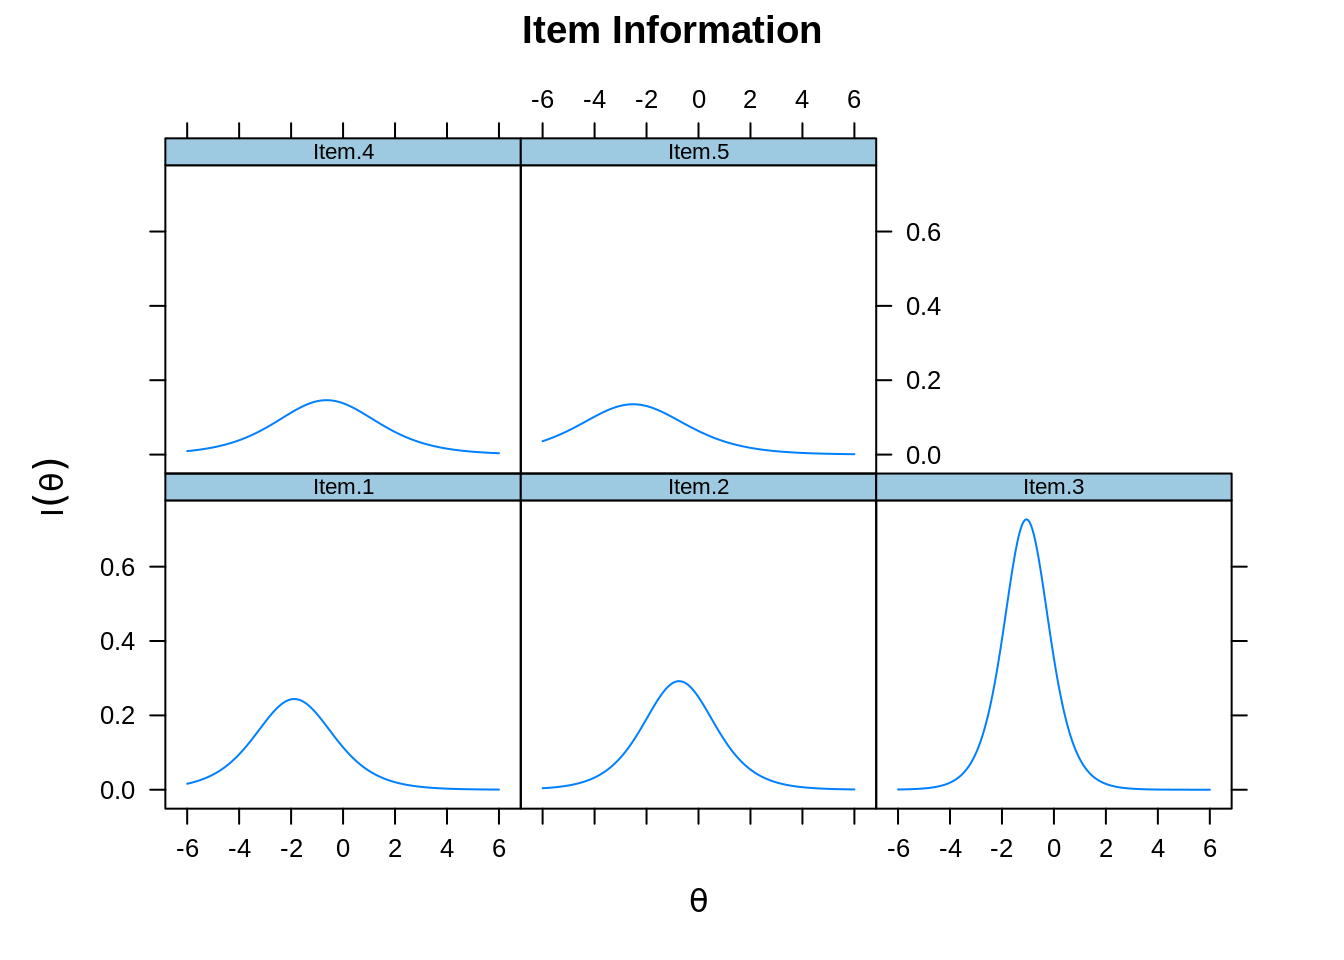 Item Information
-6 -4 -2 0 2 4 6
Item.4 Item.5
0.6
0.4
0.2
0.0
I(θ)
Item.1 Item.2 Item.3
0.6
0.4
0.2
0.0
-6 -4 -2 0 2 4 6 -6 -4 -2 0 2 4 6
θ